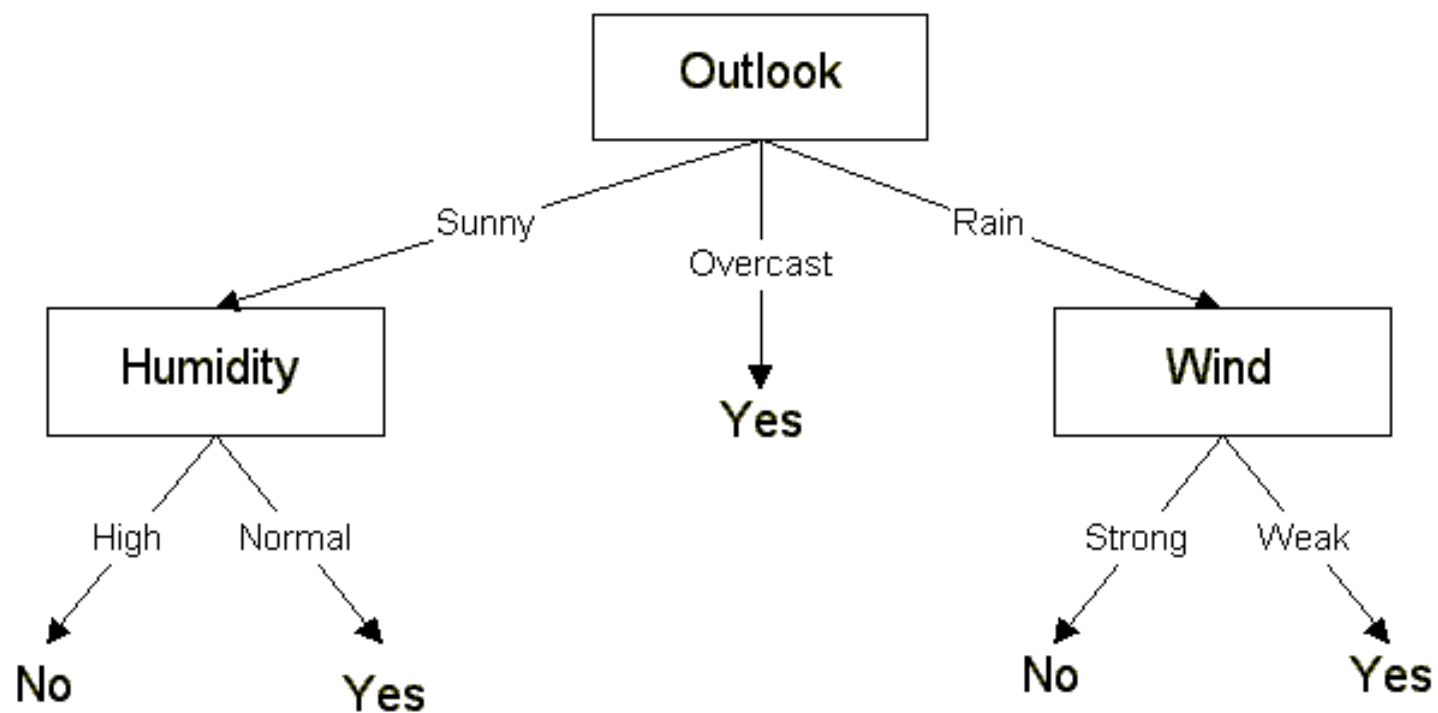 Outlook
Sunny
Overcast
Rain
Humidity
Yes
Wind
High
Normal
Strong
Weak
No
Yes
No
Yes